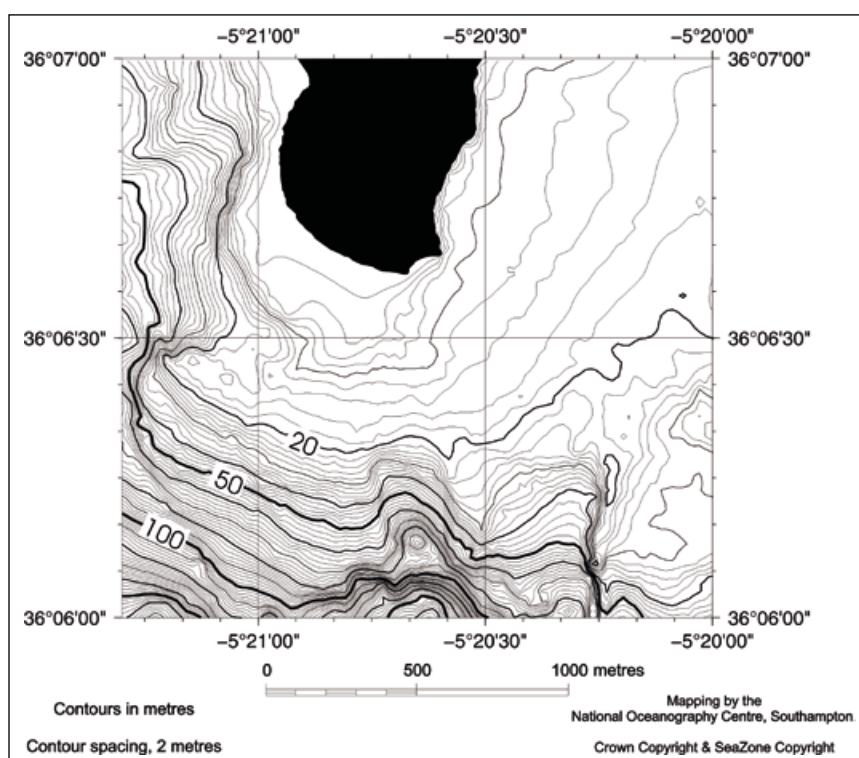 −5°21'00" −5°20'30" −5°20'00"
36°07'00" 36°07'00"
36°06'30" 36°06'30"
20
50
100
36°06'00" 36°06'00"
−5°21'00" −5°20'30" −5°20'00"
0 500 1000 metres
Contours in metres
Contour spacing, 2 metres
Mapping by the
National Oceanography Centre, Southampton.
Crown Copyright & SeaZone Copyright